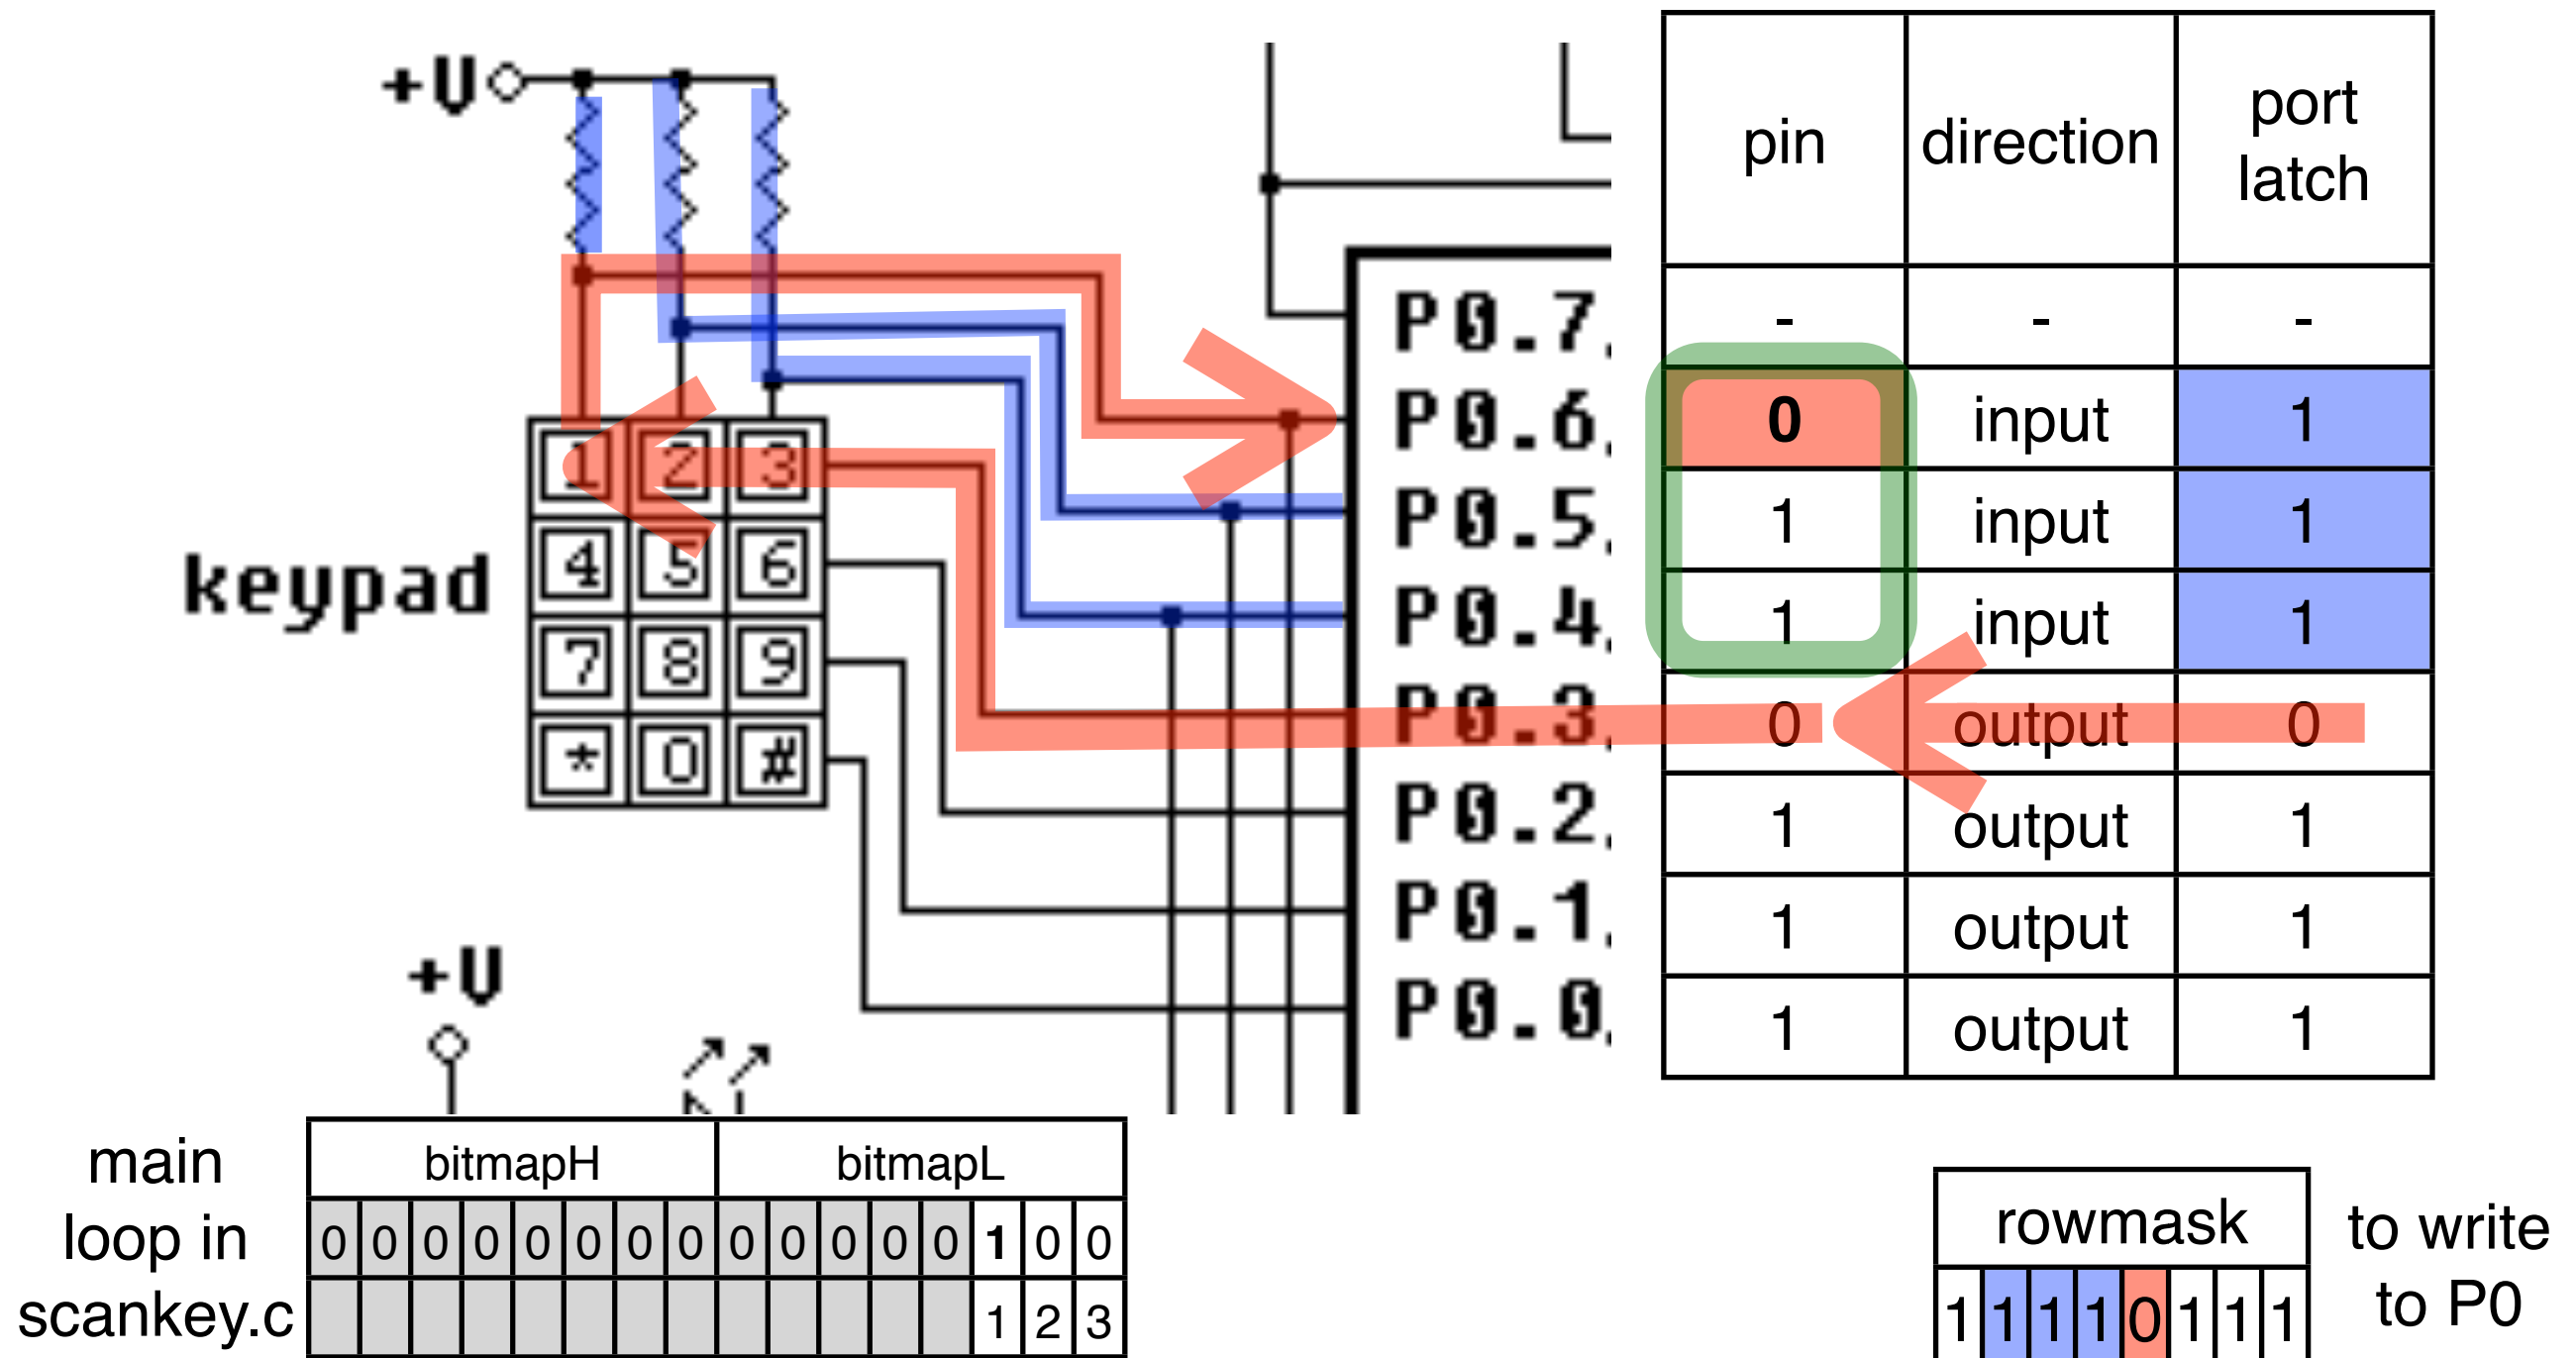 +V
keypad
1 2 3
4 5 6
7 8 9
* 0 #
P0.7
P0.6
P0.5
P0.4
P0.3
P0.2
P0.1
P0.0
+V
pin direction port latch
- - -
0 input 1
1 input 1
1 input 1
0 output 0
1 output 1
1 output 1
1 output 1
main
loop in
scankey.c
bitmapH bitmapL
0 0 0 0 0 0 0 0 0 0 0 0 0 1 0 0
1 2 3
rowmask
1 1 1 1 0 1 1 1
to write
to P0